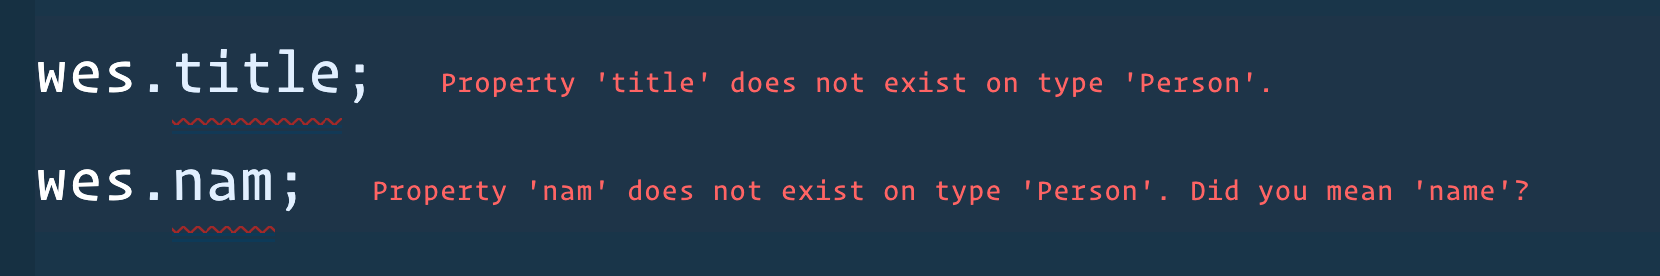 wes.title; Property 'title' does not exist on type 'Person'.
wes.nam; Property 'nam' does not exist on type 'Person'. Did you mean 'name'?